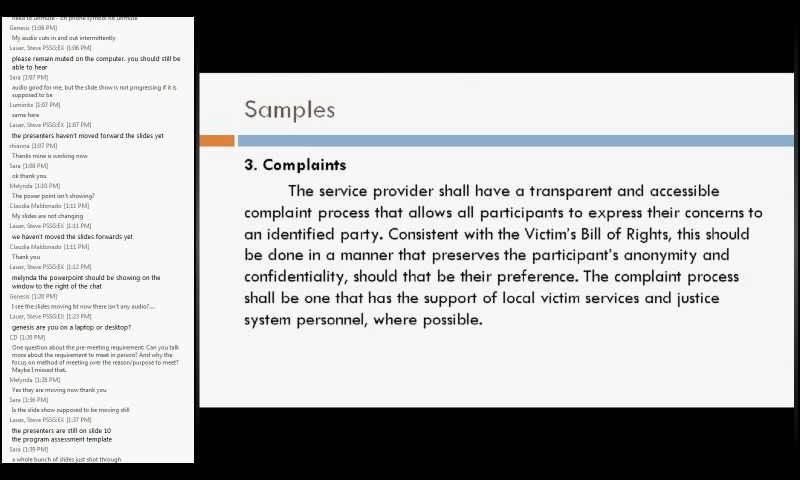 need to unmute - on phone symbol hit unmute
Genesis [1:06 PM]
My audio cuts in and out intermittently
Lauer, Steve PSSG:EX [1:06 PM]
please remain muted on the computer. you should still be
able to hear
Sara [1:07 PM]
audio good for me, but the slide show is not progressing if it is
supposed to be
Luminita [1:07 PM]
same here
Lauer, Steve PSSG:EX [1:07 PM]
the presenters haven't moved forward the slides yet
rhianna [1:07 PM]
Thanks mine is working now
Sara [1:08 PM]
ok thank you
Melynda [1:10 PM]
The power point isn't showing?
Claudia Maldonado [1:11 PM]
My slides are not changing
Lauer, Steve PSSG:EX [1:11 PM]
we haven't moved the slides forwards yet
Claudia Maldonado [1:11 PM]
Thank you
Lauer, Steve PSSG:EX [1:12 PM]
melynda the powerpoint should be showing on the
window to the right of the chat
Genesis [1:20 PM]
I see the slides moving bt now there isn't any audio?....
Lauer, Steve PSSG:EX [1:23 PM]
genesis are you on a laptop or desktop?
CD [1:26 PM]
One question about the pre-meeting requirement: Can you talk
more about the requirement to meet in person? And why the
focus on method of meeting over the reason/purpose to meet?
Maybe I missed that.
Melynda [1:28 PM]
Yes they are moving now thank you
Sara [1:36 PM]
Is the slide show supposed to be moving still
Lauer, Steve PSSG:EX [1:37 PM]
the presenters are still on slide 10
the program assessment template
Sara [1:39 PM]
a whole bunch of slides just shot through
Samples
3. Complaints
The service provider shall have a transparent and accessible
complaint process that allows all participants to express their concerns to
an identified party. Consistent with the Victim's Bill of Rights, this should
be done in a manner that preserves the participant's anonymity and
confidentiality, should that be their preference. The complaint process
shall be one that has the support of local victim services and justice
system personnel, where possible.